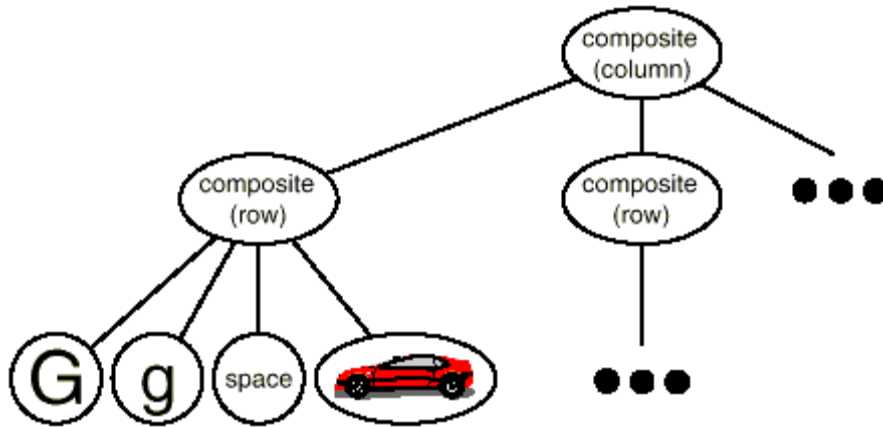 composite
(column)
composite
(row)
composite
(row)
G
g
space